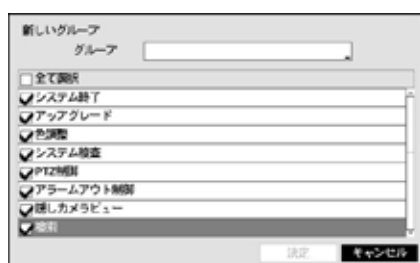 新しいグループ
グループ
全て選択
システム終了
アップグレード
色調整
システム検査
PTZ制御
アラームアウト制御
隠しカメラビュー
検索
決定 キャンセル